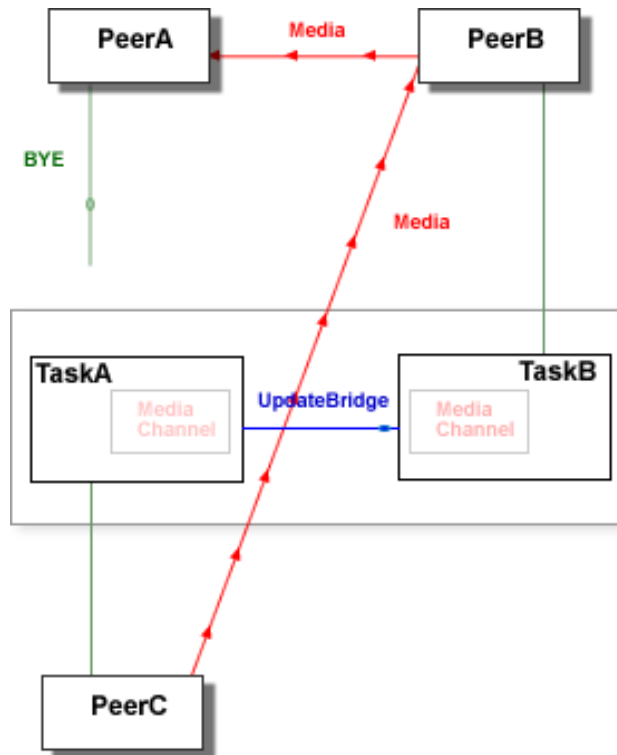 Media
PeerA
PeerB
BYE
Media
TaskA
TaskB
UpdateBridge
Media
Channel
Media
Channel
PeerC